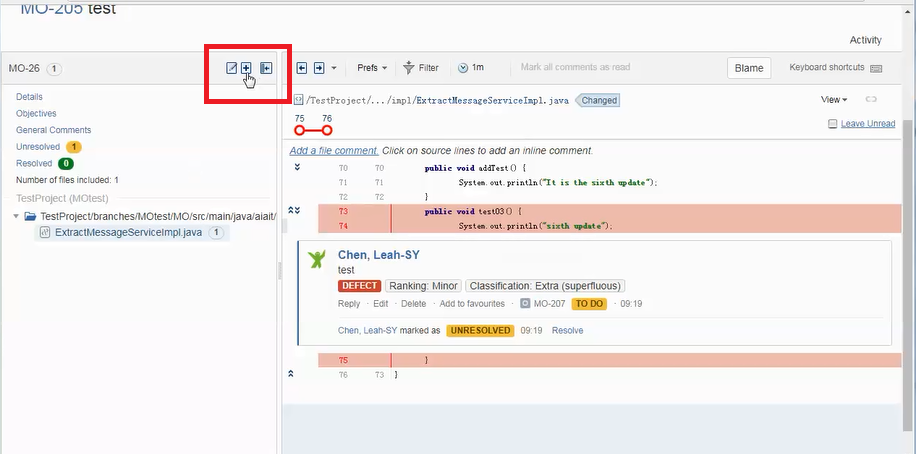 MO-205 test
Activity
MO-26 1
Prefs
Filter
1m
Mark all comments as read
Blame
Keyboard shortcuts
Details
Objectives
General Comments
Unresolved 1
Resolved 0
Number of files included: 1
TestProject (MOtest)
TestProject/branches/MOtest/MO/src/main/java/aiait/
ExtractMessageServiceImpl.java 1
/TestProject/.../impl/ExtractMessageServiceImpl.java Changed
View
75 76
Leave Unread
Add a file comment. Click on source lines to add an inline comment.
70 70 public void addTest() {
71 71 System.out.println("It is the sixth update");
72 72 }
73 public void test03() {
74 System.out.println("sixth update");
Chen, Leah-SY
test
DEFECT Ranking: Minor Classification: Extra (superfluous)
Reply · Edit · Delete · Add to favourites · MO-207 TO DO · 09:19
Chen, Leah-SY marked as UNRESOLVED 09:19 Resolve
75 }
76 73 }